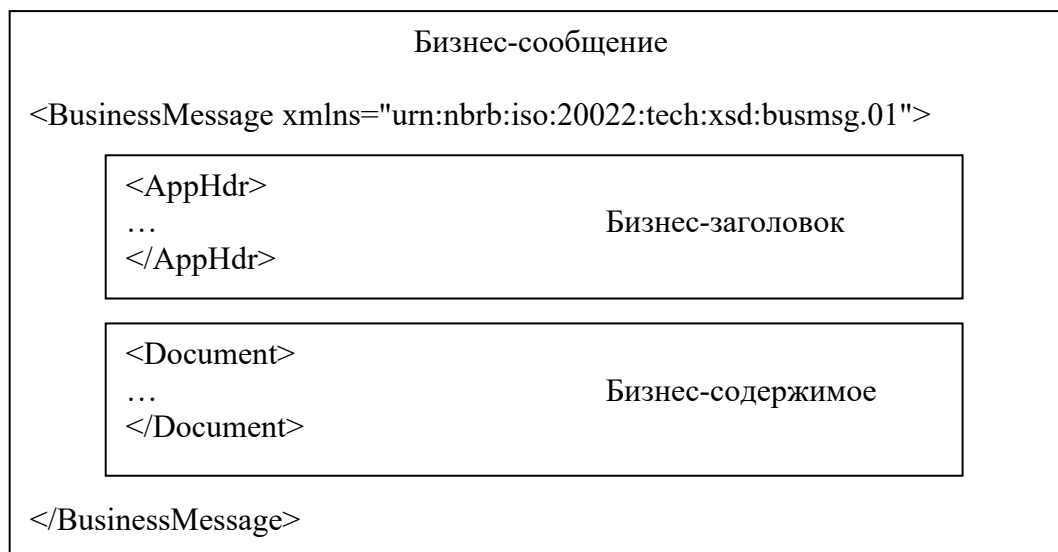 Бизнес-сообщение
<BusinessMessage xmlns="urn:nbrb:iso:20022:tech:xsd:busmsg.01">
<AppHdr>
… Бизнес-заголовок
</AppHdr>
<Document>
… Бизнес-содержимое
</Document>
</BusinessMessage>